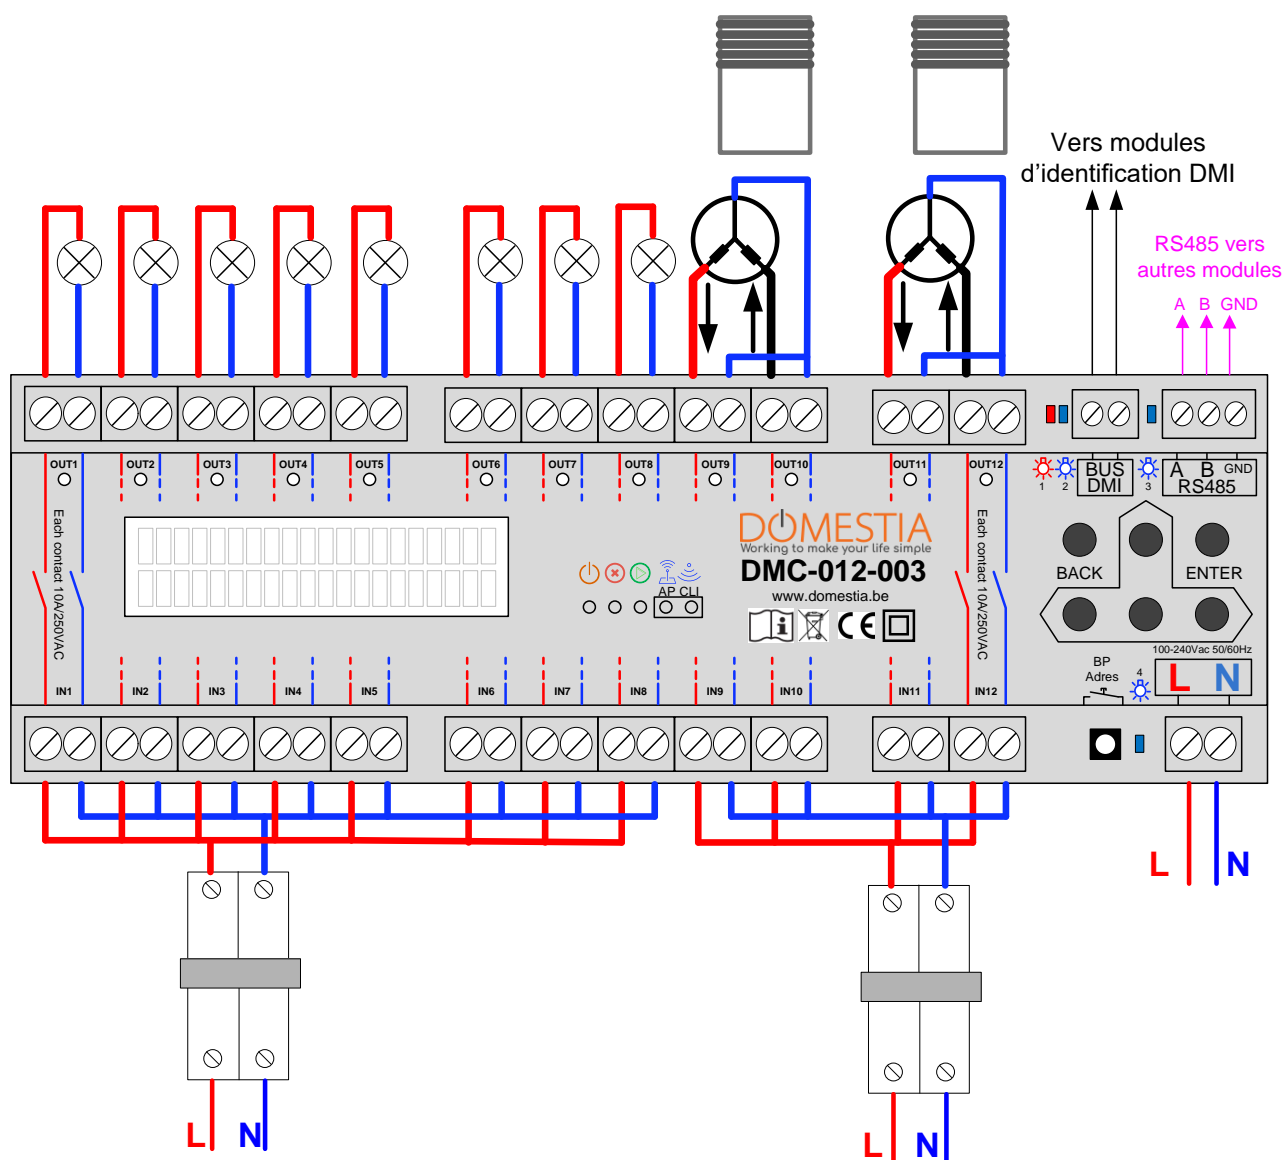 Vers modules
d'identification DMI
RS485 vers
autres modules
A B GND
OUT1 OUT2 OUT3 OUT4 OUT5 OUT6 OUT7 OUT8 OUT9 OUT10 OUT11 OUT12
1 2 BUS
DMI
3 A B GND
RS485
Each contact 10A/250VAC
DOMESTIA
Working to make your life simple
DMC-012-003
www.domestia.be
AP CLI
i CE
Each contact 10A/250VAC
BACK ENTER
100-240Vac 50/60Hz
BP
Adres
4
L N
IN1 IN2 IN3 IN4 IN5 IN6 IN7 IN8 IN9 IN10 IN11 IN12
L N
L N
L N